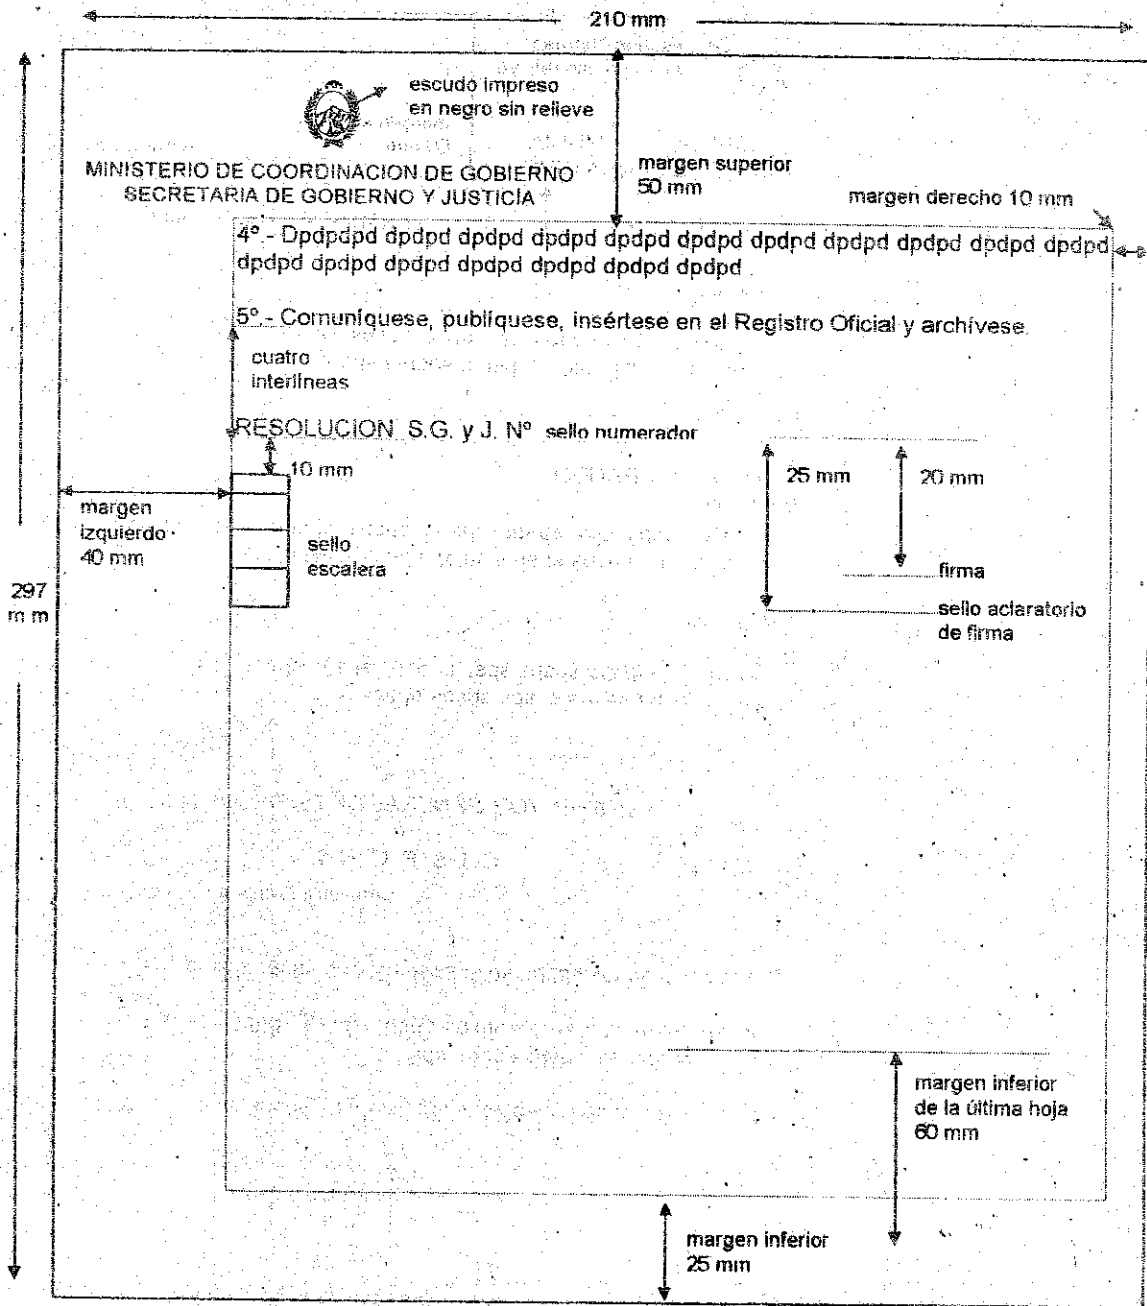 210 mm
escudo impreso
en negro sin relieve
MINISTERIO DE COORDINACION DE GOBIERNO
SECRETARIA DE GOBIERNO Y JUSTICIA
margen superior
50 mm
margen derecho 10 mm
4º.- Dpdpdpd dpdpd dpdpd dpdpd dpdpd dpdpd dpdpd dpdpd dpdpd dpdpd dpdpd
dpdpd dpdpd dpdpd dpdpd dpdpd dpdpd dpdpd
5º.- Comuníquese, publíquese, insértese en el Registro Oficial y archívese.
cuatro
interlíneas
RESOLUCION S.G. y J. Nº sello numerador
10 mm
25 mm
20 mm
margen
izquierdo
40 mm
sello
escalera
firma
sello aclaratorio
de firma
297
mm
margen inferior
de la última hoja
60 mm
margen inferior
25 mm